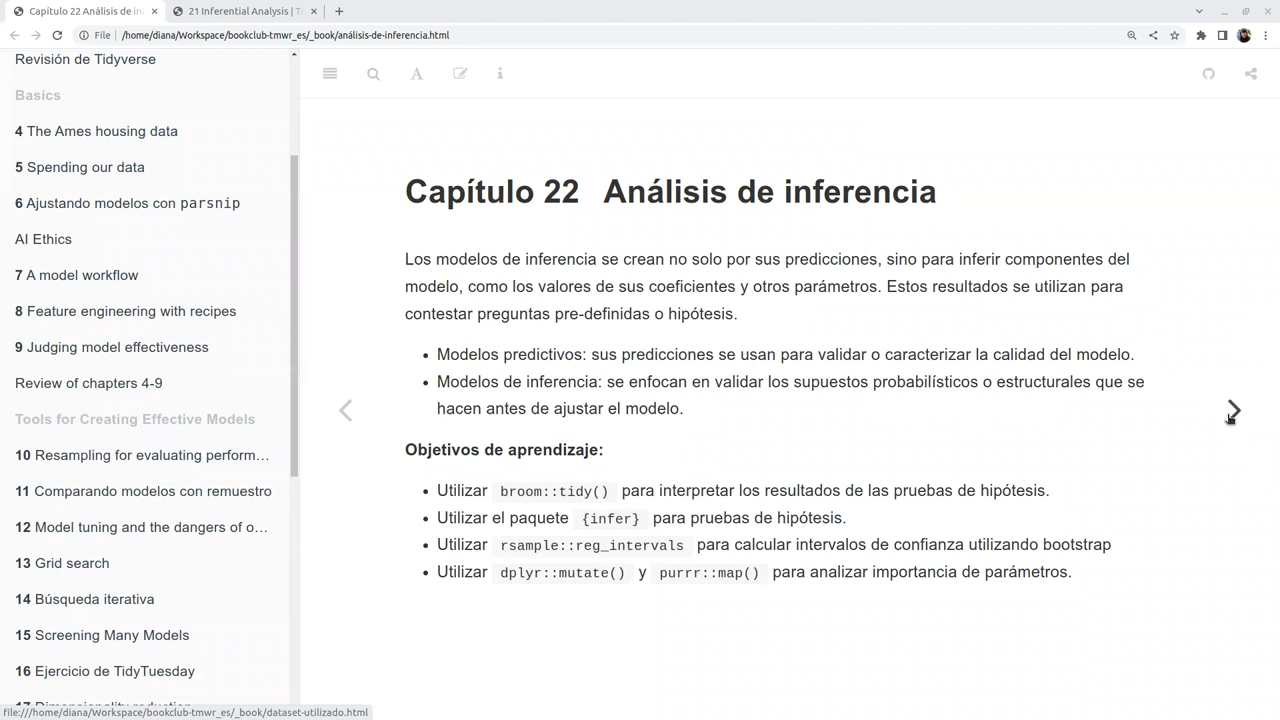 Capítulo 22 Análisis de in
21 Inferential Analysis | T
File
/home/diana/Workspace/bookclub-tmwr_es/_book/análisis-de-inferencia.html
Revisión de Tidyverse
Basics
4 The Ames housing data
5 Spending our data
6 Ajustando modelos con parsnip
AI Ethics
7 A model workflow
8 Feature engineering with recipes
9 Judging model effectiveness
Review of chapters 4-9
Tools for Creating Effective Models
10 Resampling for evaluating perform…
11 Comparando modelos con remuestro
12 Model tuning and the dangers of o…
13 Grid search
14 Búsqueda iterativa
15 Screening Many Models
16 Ejercicio de TidyTuesday
17 Dimensionality reduction
file:///home/diana/Workspace/bookclub-tmwr_es/_book/dataset-utilizado.html
Capítulo 22 Análisis de inferencia
Los modelos de inferencia se crean no solo por sus predicciones, sino para inferir componentes del
modelo, como los valores de sus coeficientes y otros parámetros. Estos resultados se utilizan para
contestar preguntas pre-definidas o hipótesis.
• Modelos predictivos: sus predicciones se usan para validar o caracterizar la calidad del modelo.
• Modelos de inferencia: se enfocan en validar los supuestos probabilísticos o estructurales que se
hacen antes de ajustar el modelo.
Objetivos de aprendizaje:
• Utilizar broom::tidy() para interpretar los resultados de las pruebas de hipótesis.
• Utilizar el paquete {infer} para pruebas de hipótesis.
• Utilizar rsample::reg_intervals para calcular intervalos de confianza utilizando bootstrap
• Utilizar dplyr::mutate() y purrr::map() para analizar importancia de parámetros.